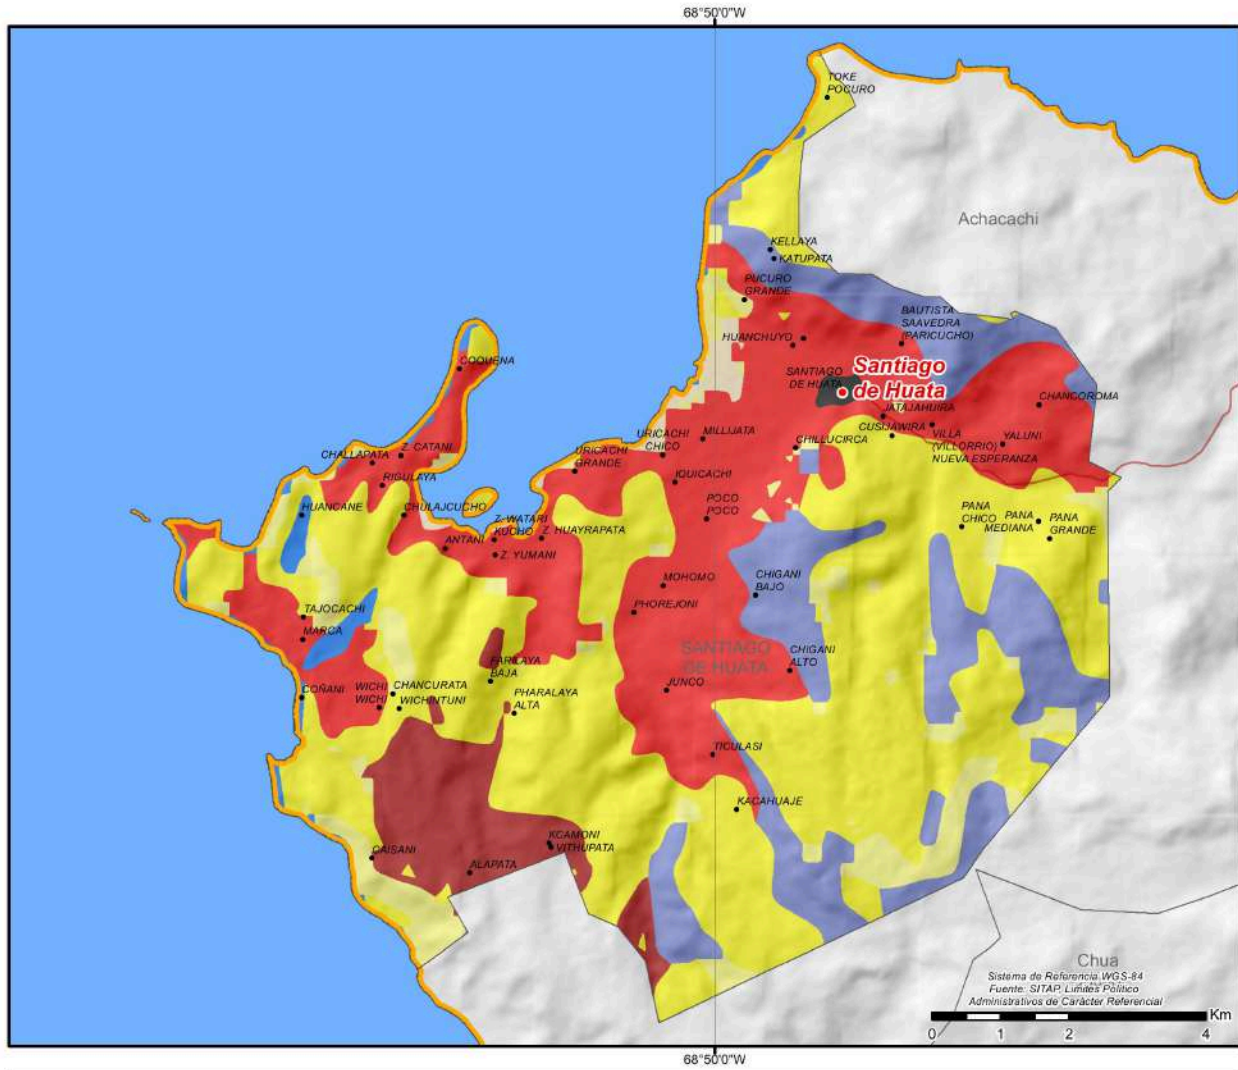 68°50'0"W
TOKE
POCURO
Achacachi
KELLAYA
KATUPATA
PUCURO
GRANDE
BAUTISTA
SAAVEDRA
(PARICUCHO)
HUANCHUYO
COQUENA
SANTIAGO
DE HUATA
Santiago
de Huata
CHANCOROMA
JATAJAHUIRA
CUSIJAWIRA
VILLA
(VILLORRIO)
NUEVA ESPERANZA
YALUNI
URICACHI
CHICO
MILLIJATA
CHILLUCIRCA
Z. CATANI
CHALLAPATA
URICACHI
GRANDE
RIGULAYA
IQUICACHI
HUANCANE
CHULAJCUCHO
POCO
POCO
PANA
CHICO
PANA
MEDIANA
PANA
GRANDE
Z. WATARI
KUCHO
Z. HUAYRAPATA
ANTANI
Z. YUMANI
MOHOMO
CHIGANI
BAJO
PHOREJONI
TAJOCACHI
MARCA
SANTIAGO
DE HUATA
CHIGANI
ALTO
FARILAYA
BAJA
COÑANI
WICHI
WICHI
CHANCURATA
WICHINTUNI
JUNCO
PHARALAYA
ALTA
TICULASI
KACAHUAJE
KCAMONI
VITHUPATA
CAISANI
ALAPATA
Chua
Sistema de Referencia WGS-84
Fuente: SITAP, Limites Político
Administrativos de Carácter Referencial
Km
0 1 2 4
68°50'0"W